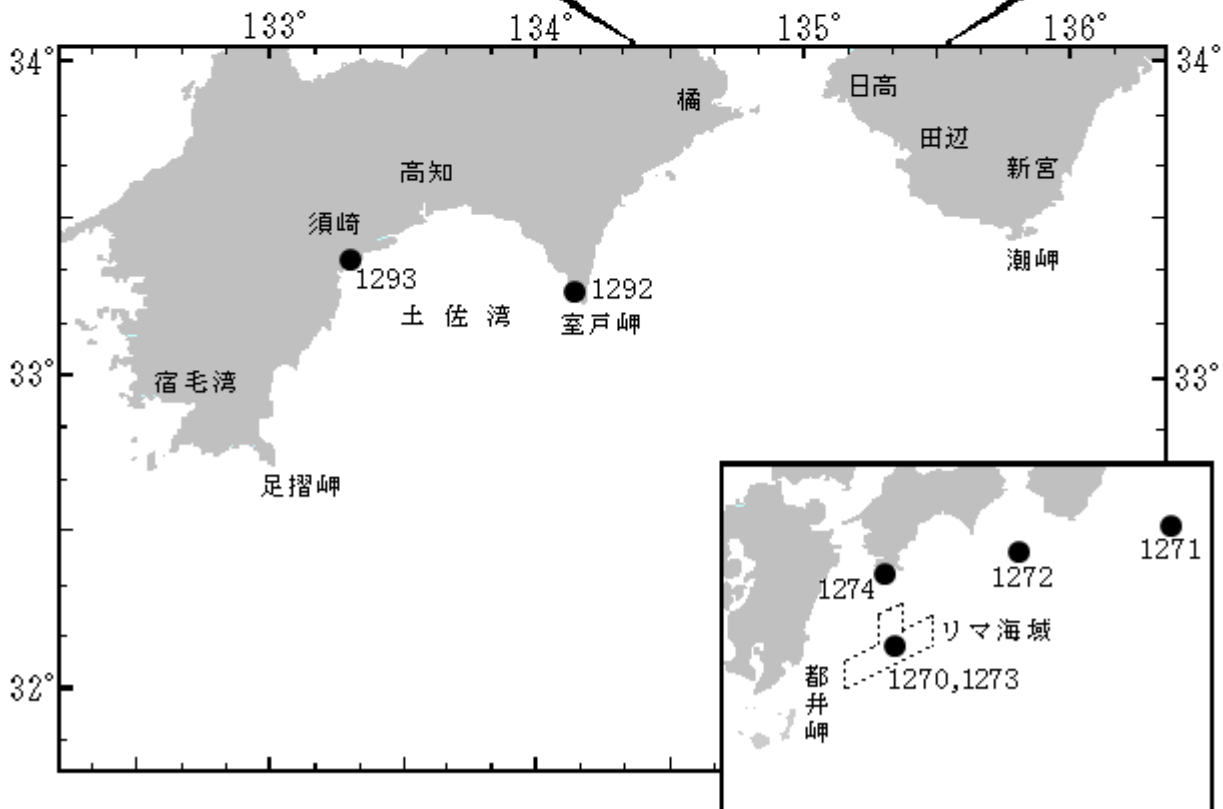 133° 134° 135° 136°
34° 34°
日高
橘
田辺
高知
新宮
須崎
潮岬
1293
1292
土佐湾
室戸岬
33° 33°
宿毛湾
足摺岬
1271
1272
1274
リマ海域
1270,1273
都井岬
32°